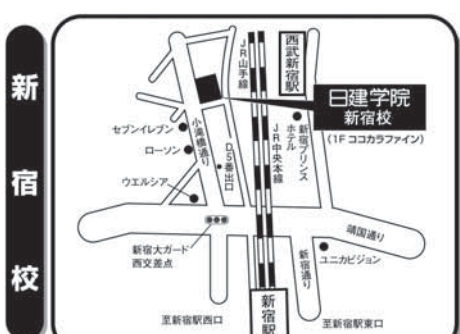 新宿校
JR山手線
西武新宿駅
日建学院
新宿校
(1F ココカラファイン)
セブンイレブン
ローソン
小滝橋通り
D5番出口
JR中央本線
新宿プリンス
ホテル
ウエルシア
新宿大ガード
西交差点
靖国通り
ユニカビジョン
新宿通り
新宿駅
至新宿駅西口
至新宿駅東口